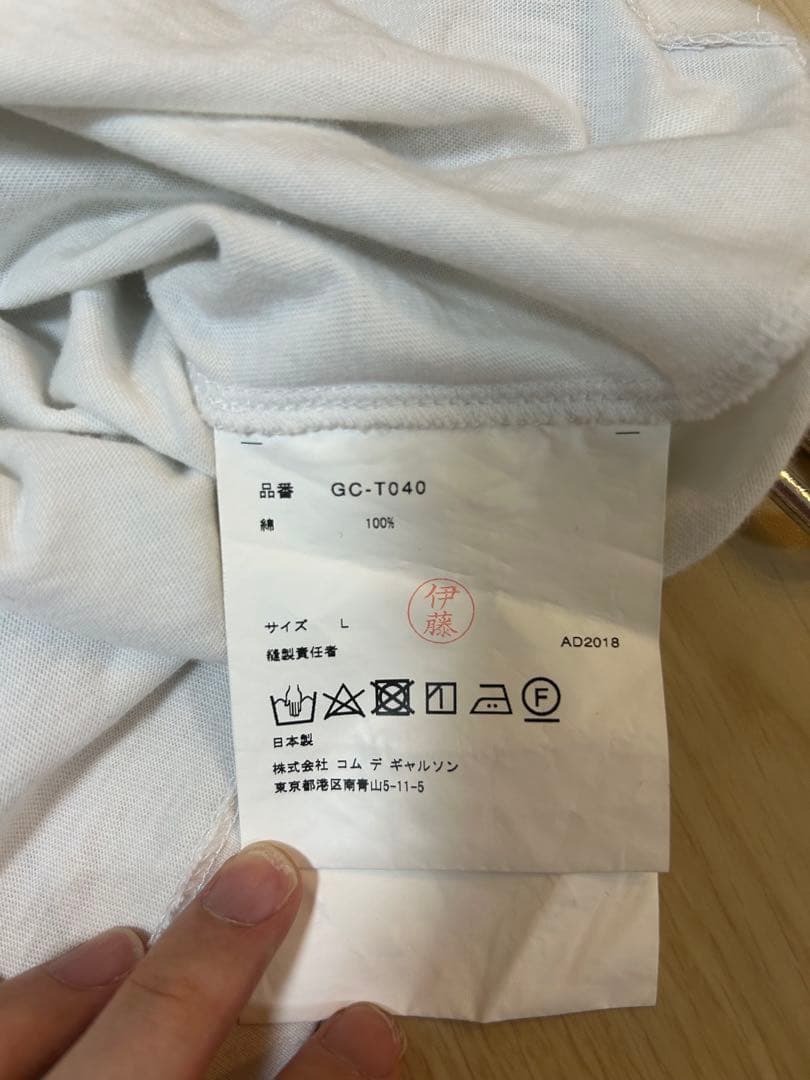 品番 GC-T040
綿 100%
伊藤
サイズ L
縫製責任者 AD2018
F
日本製
株式会社 コム デ ギャルソン
東京都港区南青山5-11-5